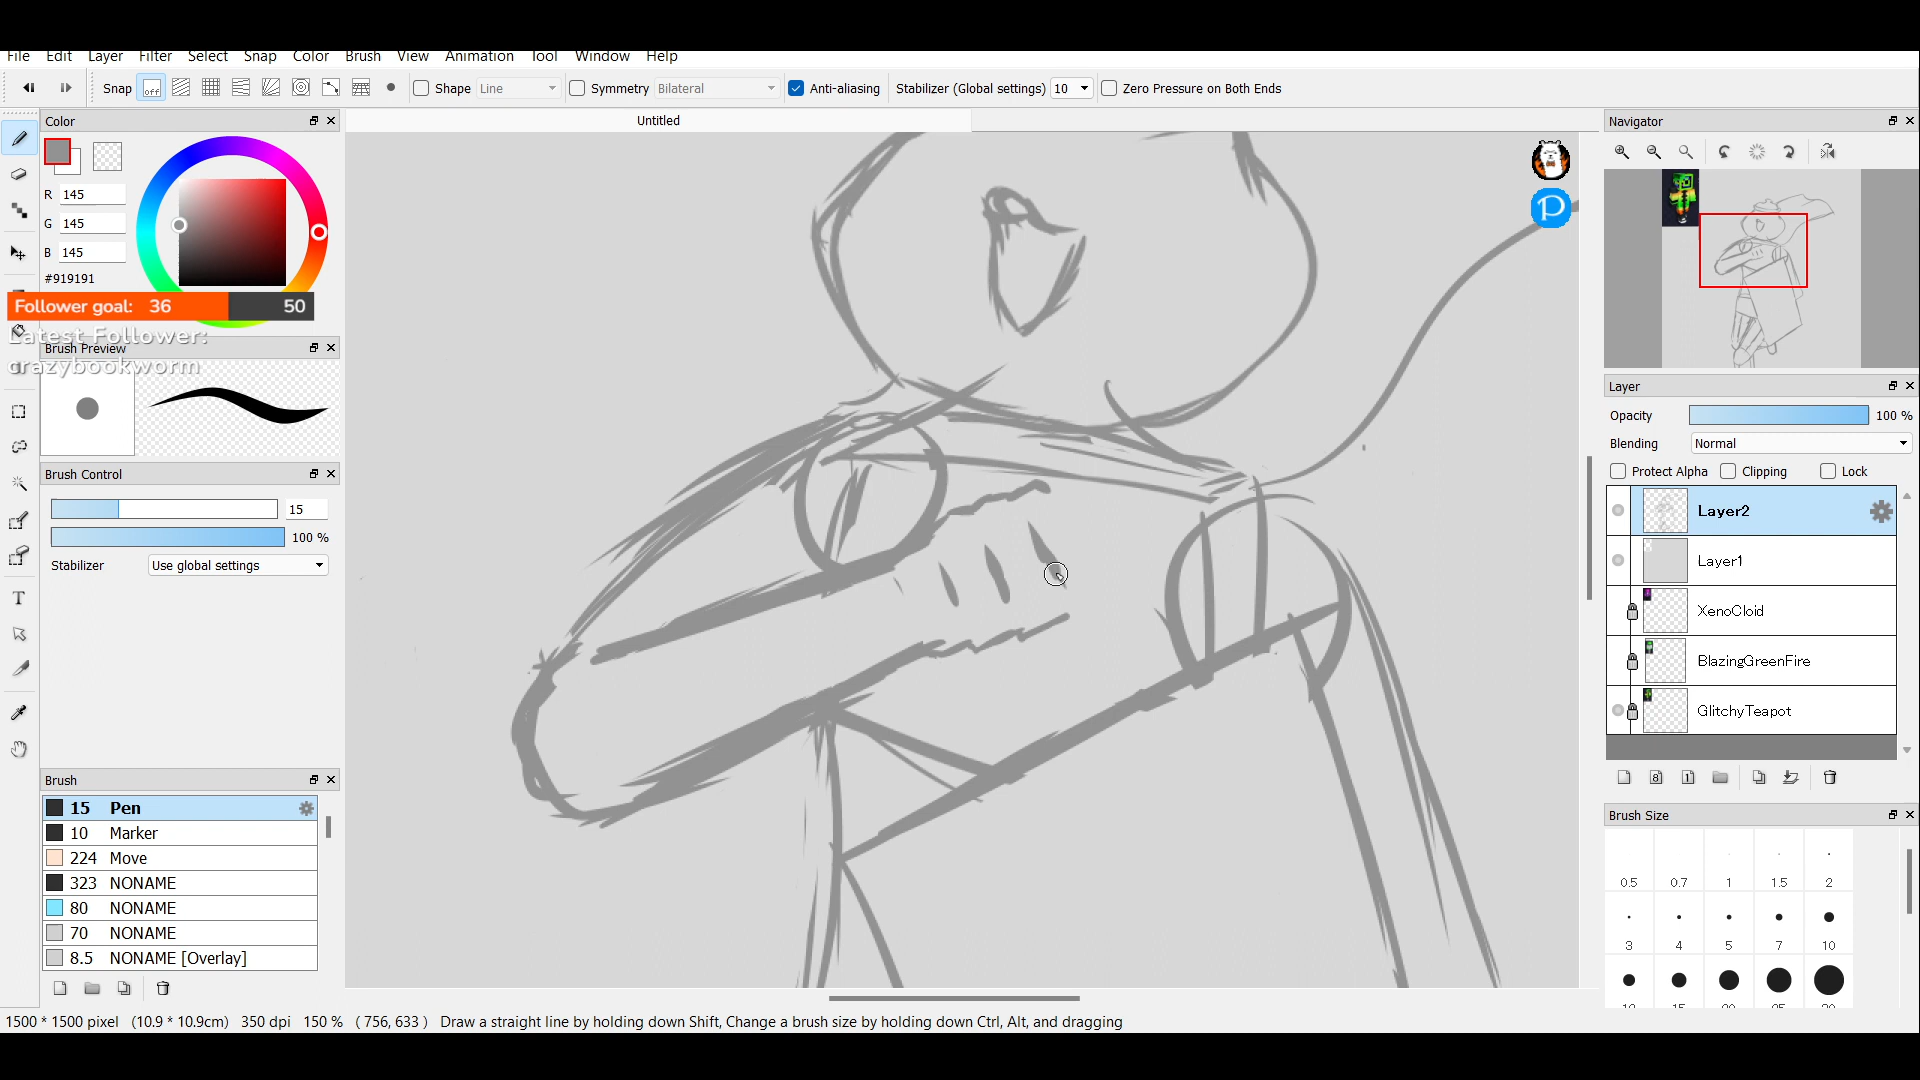 File Edit Layer Filter Select Snap Color Brush View Animation Tool Window Help
Snap off Shape Line Symmetry Bilateral Anti-aliasing Stabilizer (Global settings) 10 Zero Pressure on Both Ends
Color
R 145
G 145
B 145
#919191
Follower goal: 36 50
Latest Follower:
crazybookworm
Brush Preview
Brush Control
15
100 %
Stabilizer Use global settings
Brush
15 Pen
10 Marker
224 Move
323 NONAME
80 NONAME
70 NONAME
8.5 NONAME [Overlay]
Untitled
Navigator
Layer
Opacity 100 %
Blending Normal
Protect Alpha Clipping Lock
Layer2
Layer1
XenoCloid
BlazingGreenFire
GlitchyTeapot
Brush Size
0.5 0.7 1 1.5 2
3 4 5 7 10
1500 * 1500 pixel (10.9 * 10.9cm) 350 dpi 150 % ( 756, 633 ) Draw a straight line by holding down Shift, Change a brush size by holding down Ctrl, Alt, and dragging